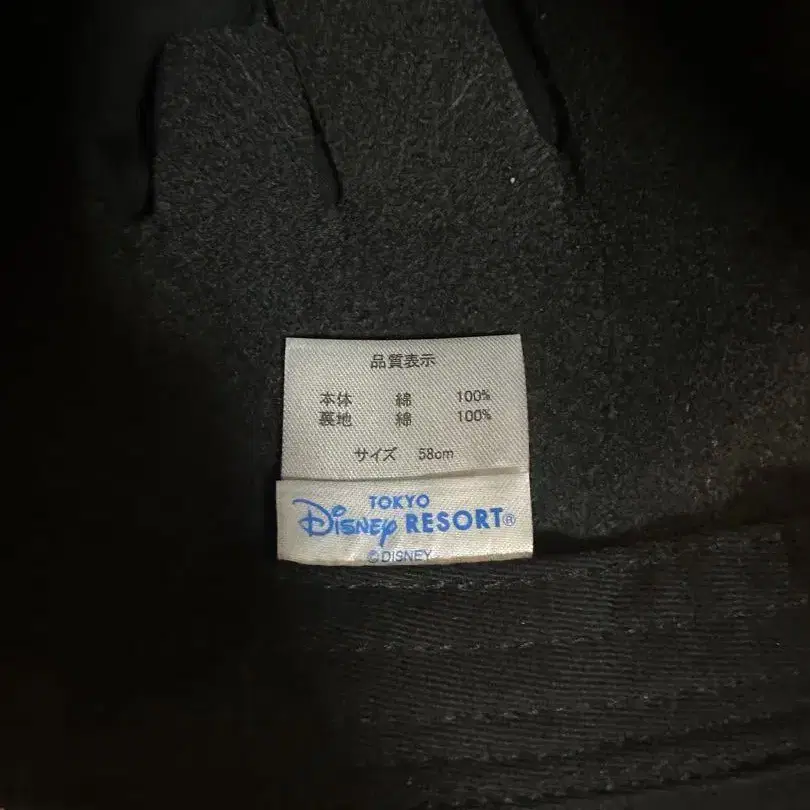 品質表示
本体 綿 100%
裏地 綿 100%
サイズ 58cm
TOKYO
Disney RESORT®
©DISNEY